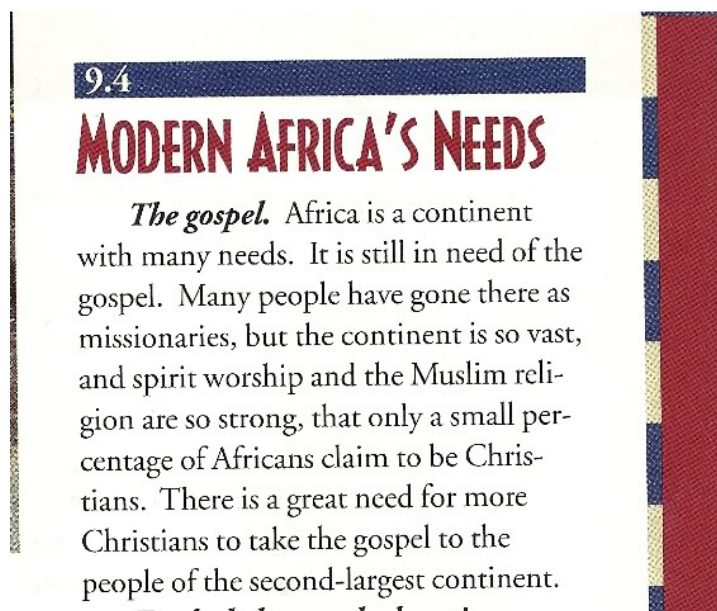 9.4
MODERN AFRICA'S NEEDS
The gospel. Africa is a continent
with many needs. It is still in need of the
gospel. Many people have gone there as
missionaries, but the continent is so vast,
and spirit worship and the Muslim reli-
gion are so strong, that only a small per-
centage of Africans claim to be Chris-
tians. There is a great need for more
Christians to take the gospel to the
people of the second-largest continent.